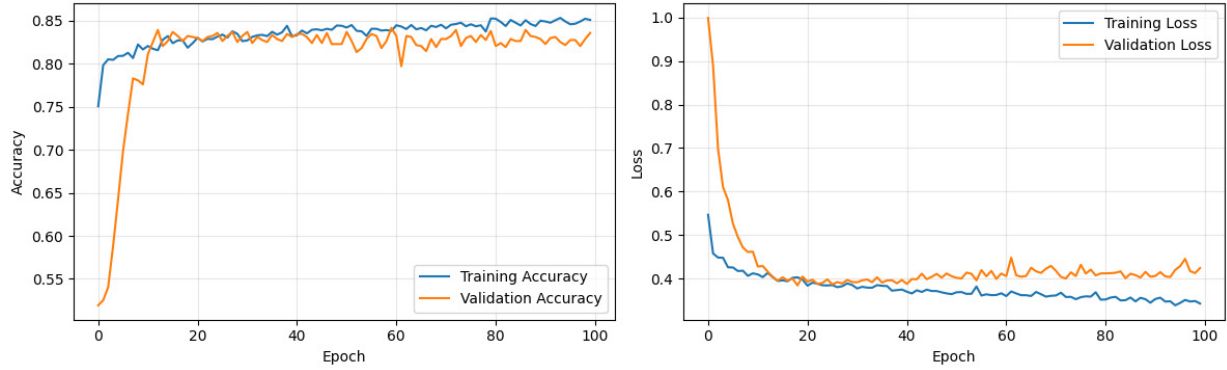 0.85
0.80
0.75
0.70
0.65
0.60
0.55
Accuracy
Training Accuracy
Validation Accuracy
0 20 40 60 80 100
Epoch
1.0
0.9
0.8
0.7
0.6
0.5
0.4
Loss
Training Loss
Validation Loss
0 20 40 60 80 100
Epoch